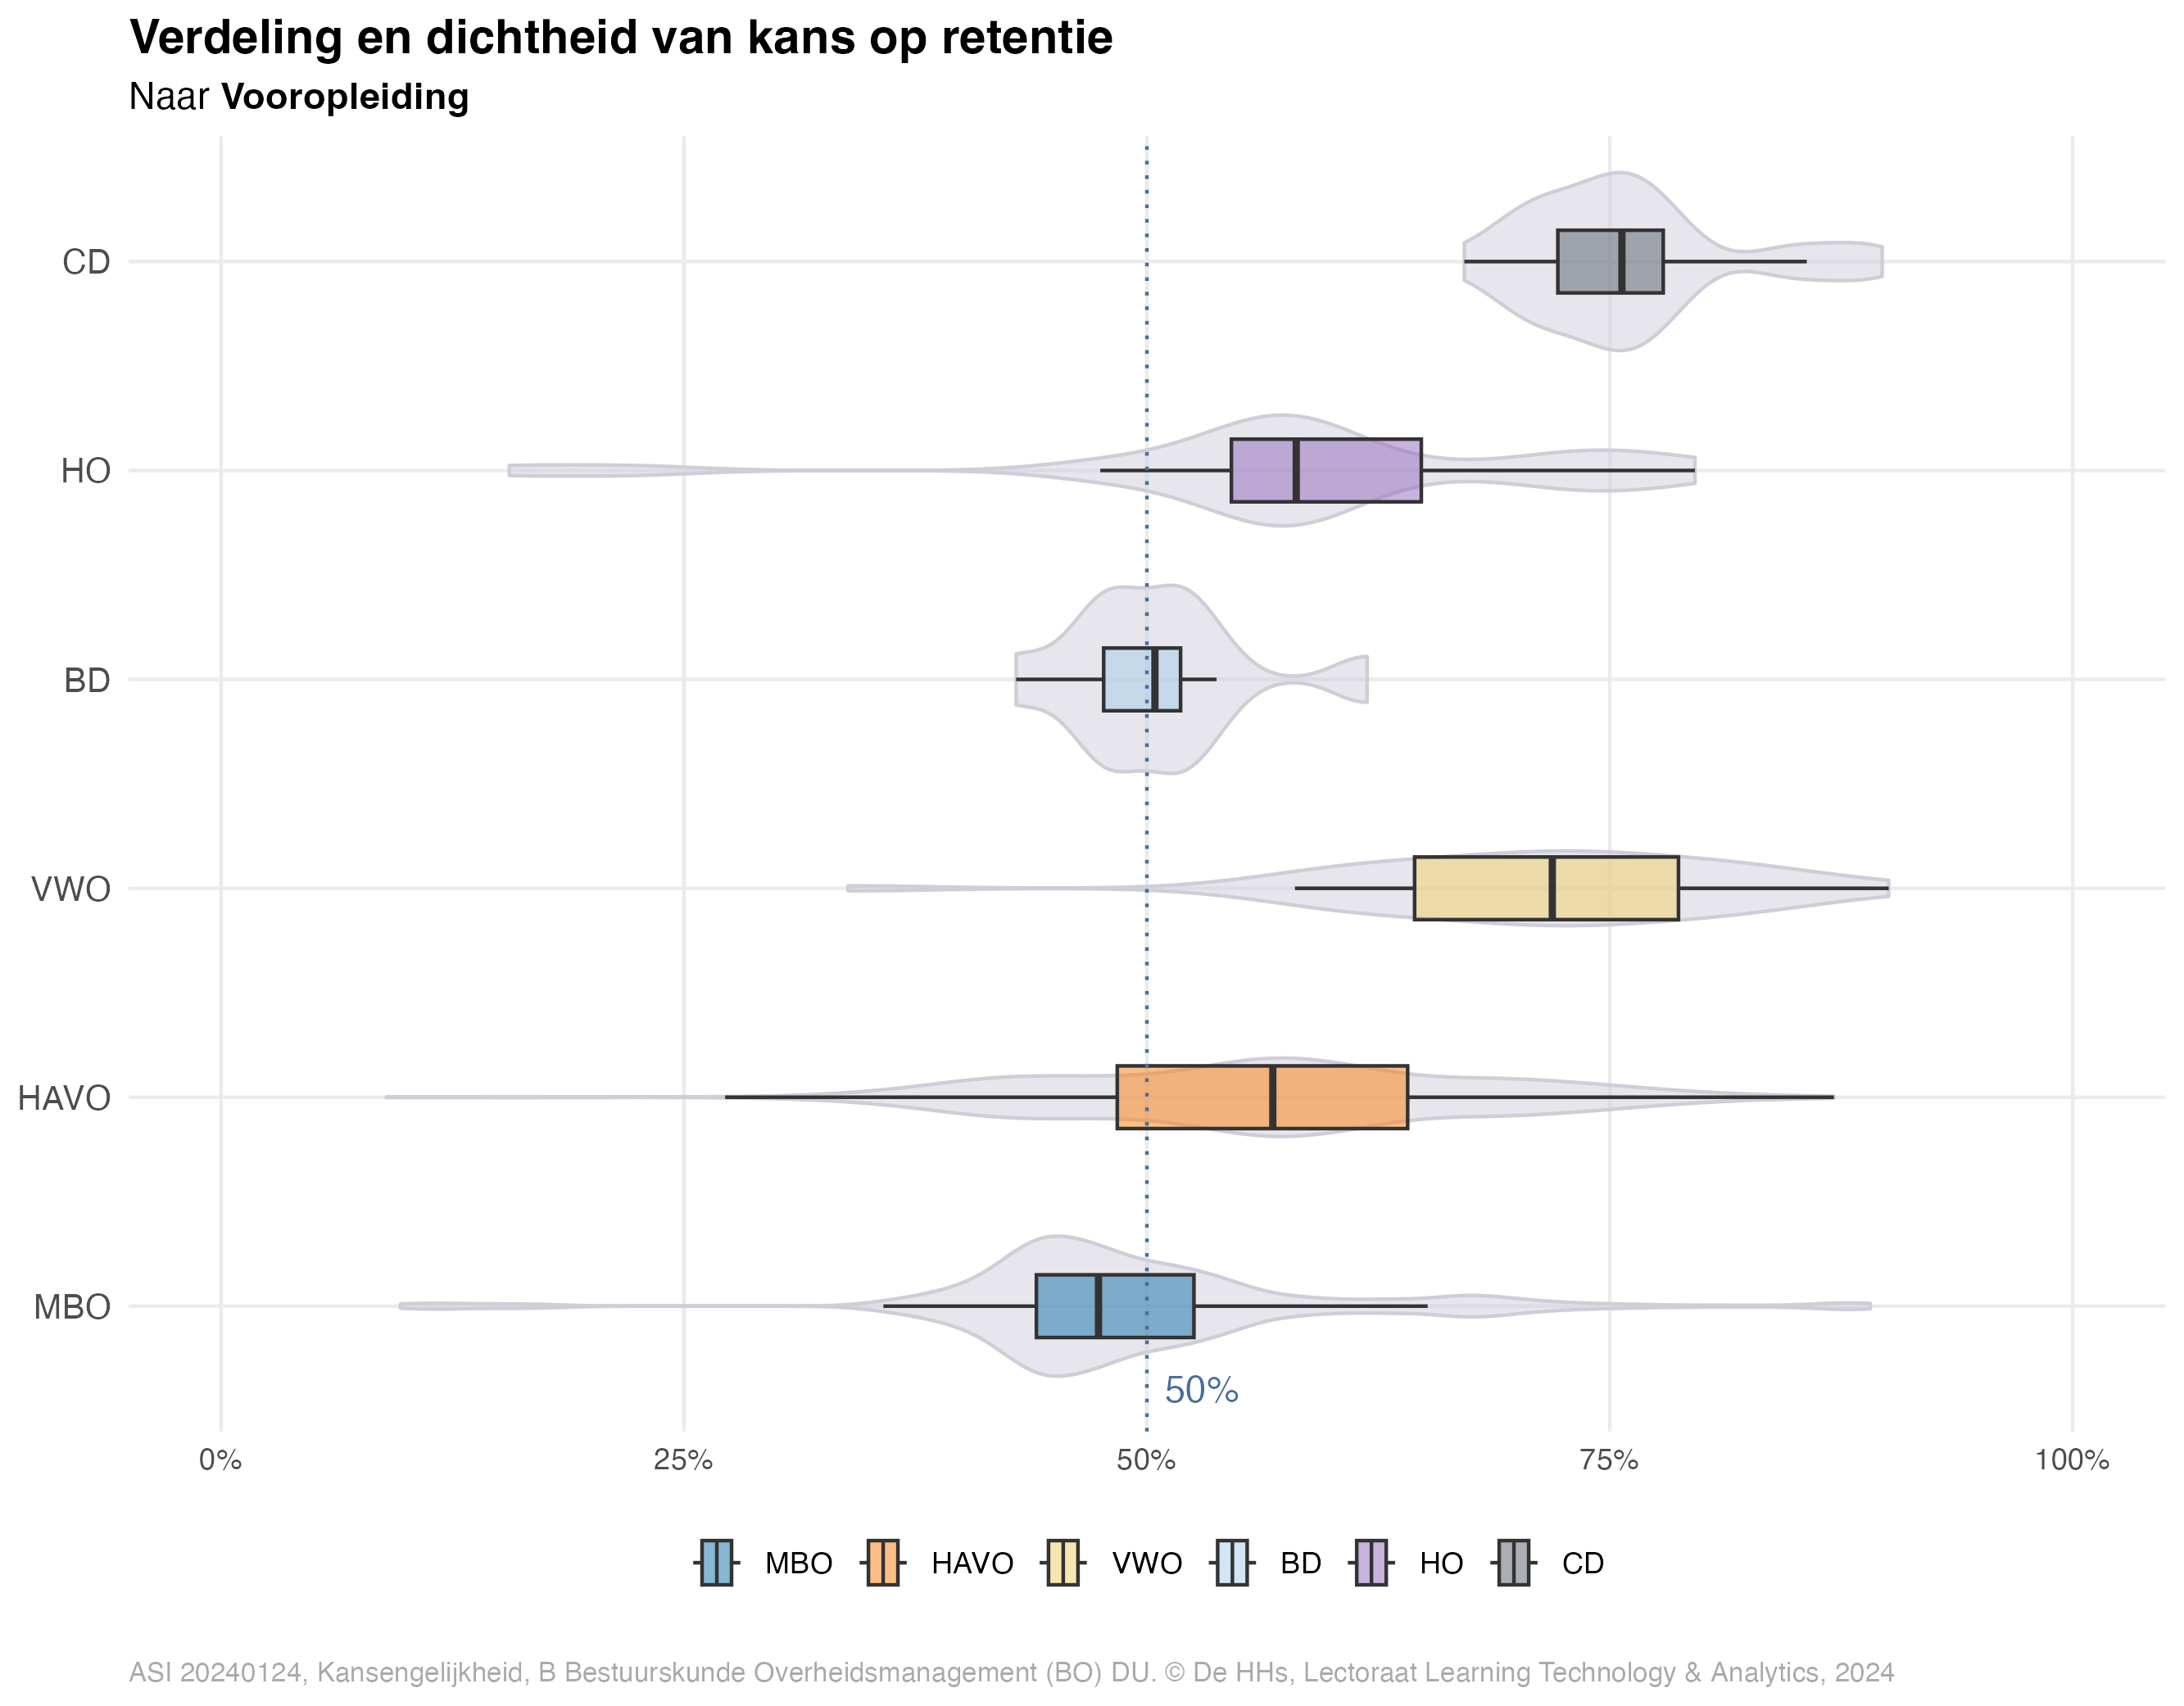 Verdeling en dichtheid van kans op retentie
Naar Vooropleiding
CD
HO
BD
VWO
HAVO
MBO
50%
0% 25% 50% 75% 100%
MBO HAVO VWO BD HO CD
ASI 20240124, Kansengelijkheid, B Bestuurskunde Overheidsmanagement (BO) DU. © De HHs, Lectoraat Learning Technology & Analytics, 2024